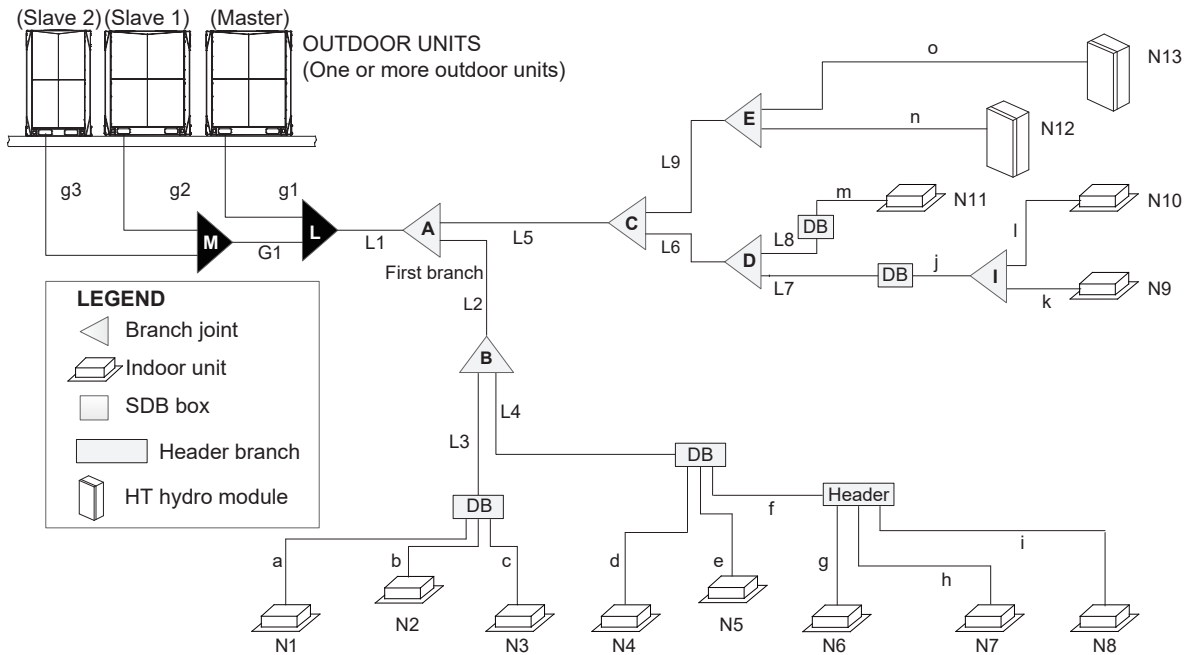 (Slave 2) (Slave 1) (Master)
OUTDOOR UNITS
(One or more outdoor units)
g3
g2
g1
M
G1
L
L1
A
First branch
L5
C
L9
E
o
N13
n
N12
L6
D
L8
DB
m
N11
L7
DB
j
I
l
N10
k
N9
L2
B
L3
L4
DB
a
b
c
N1
N2
N3
DB
d
e
f
Header
g
h
i
N4
N5
N6
N7
N8
LEGEND
Branch joint
Indoor unit
SDB box
Header branch
HT hydro module